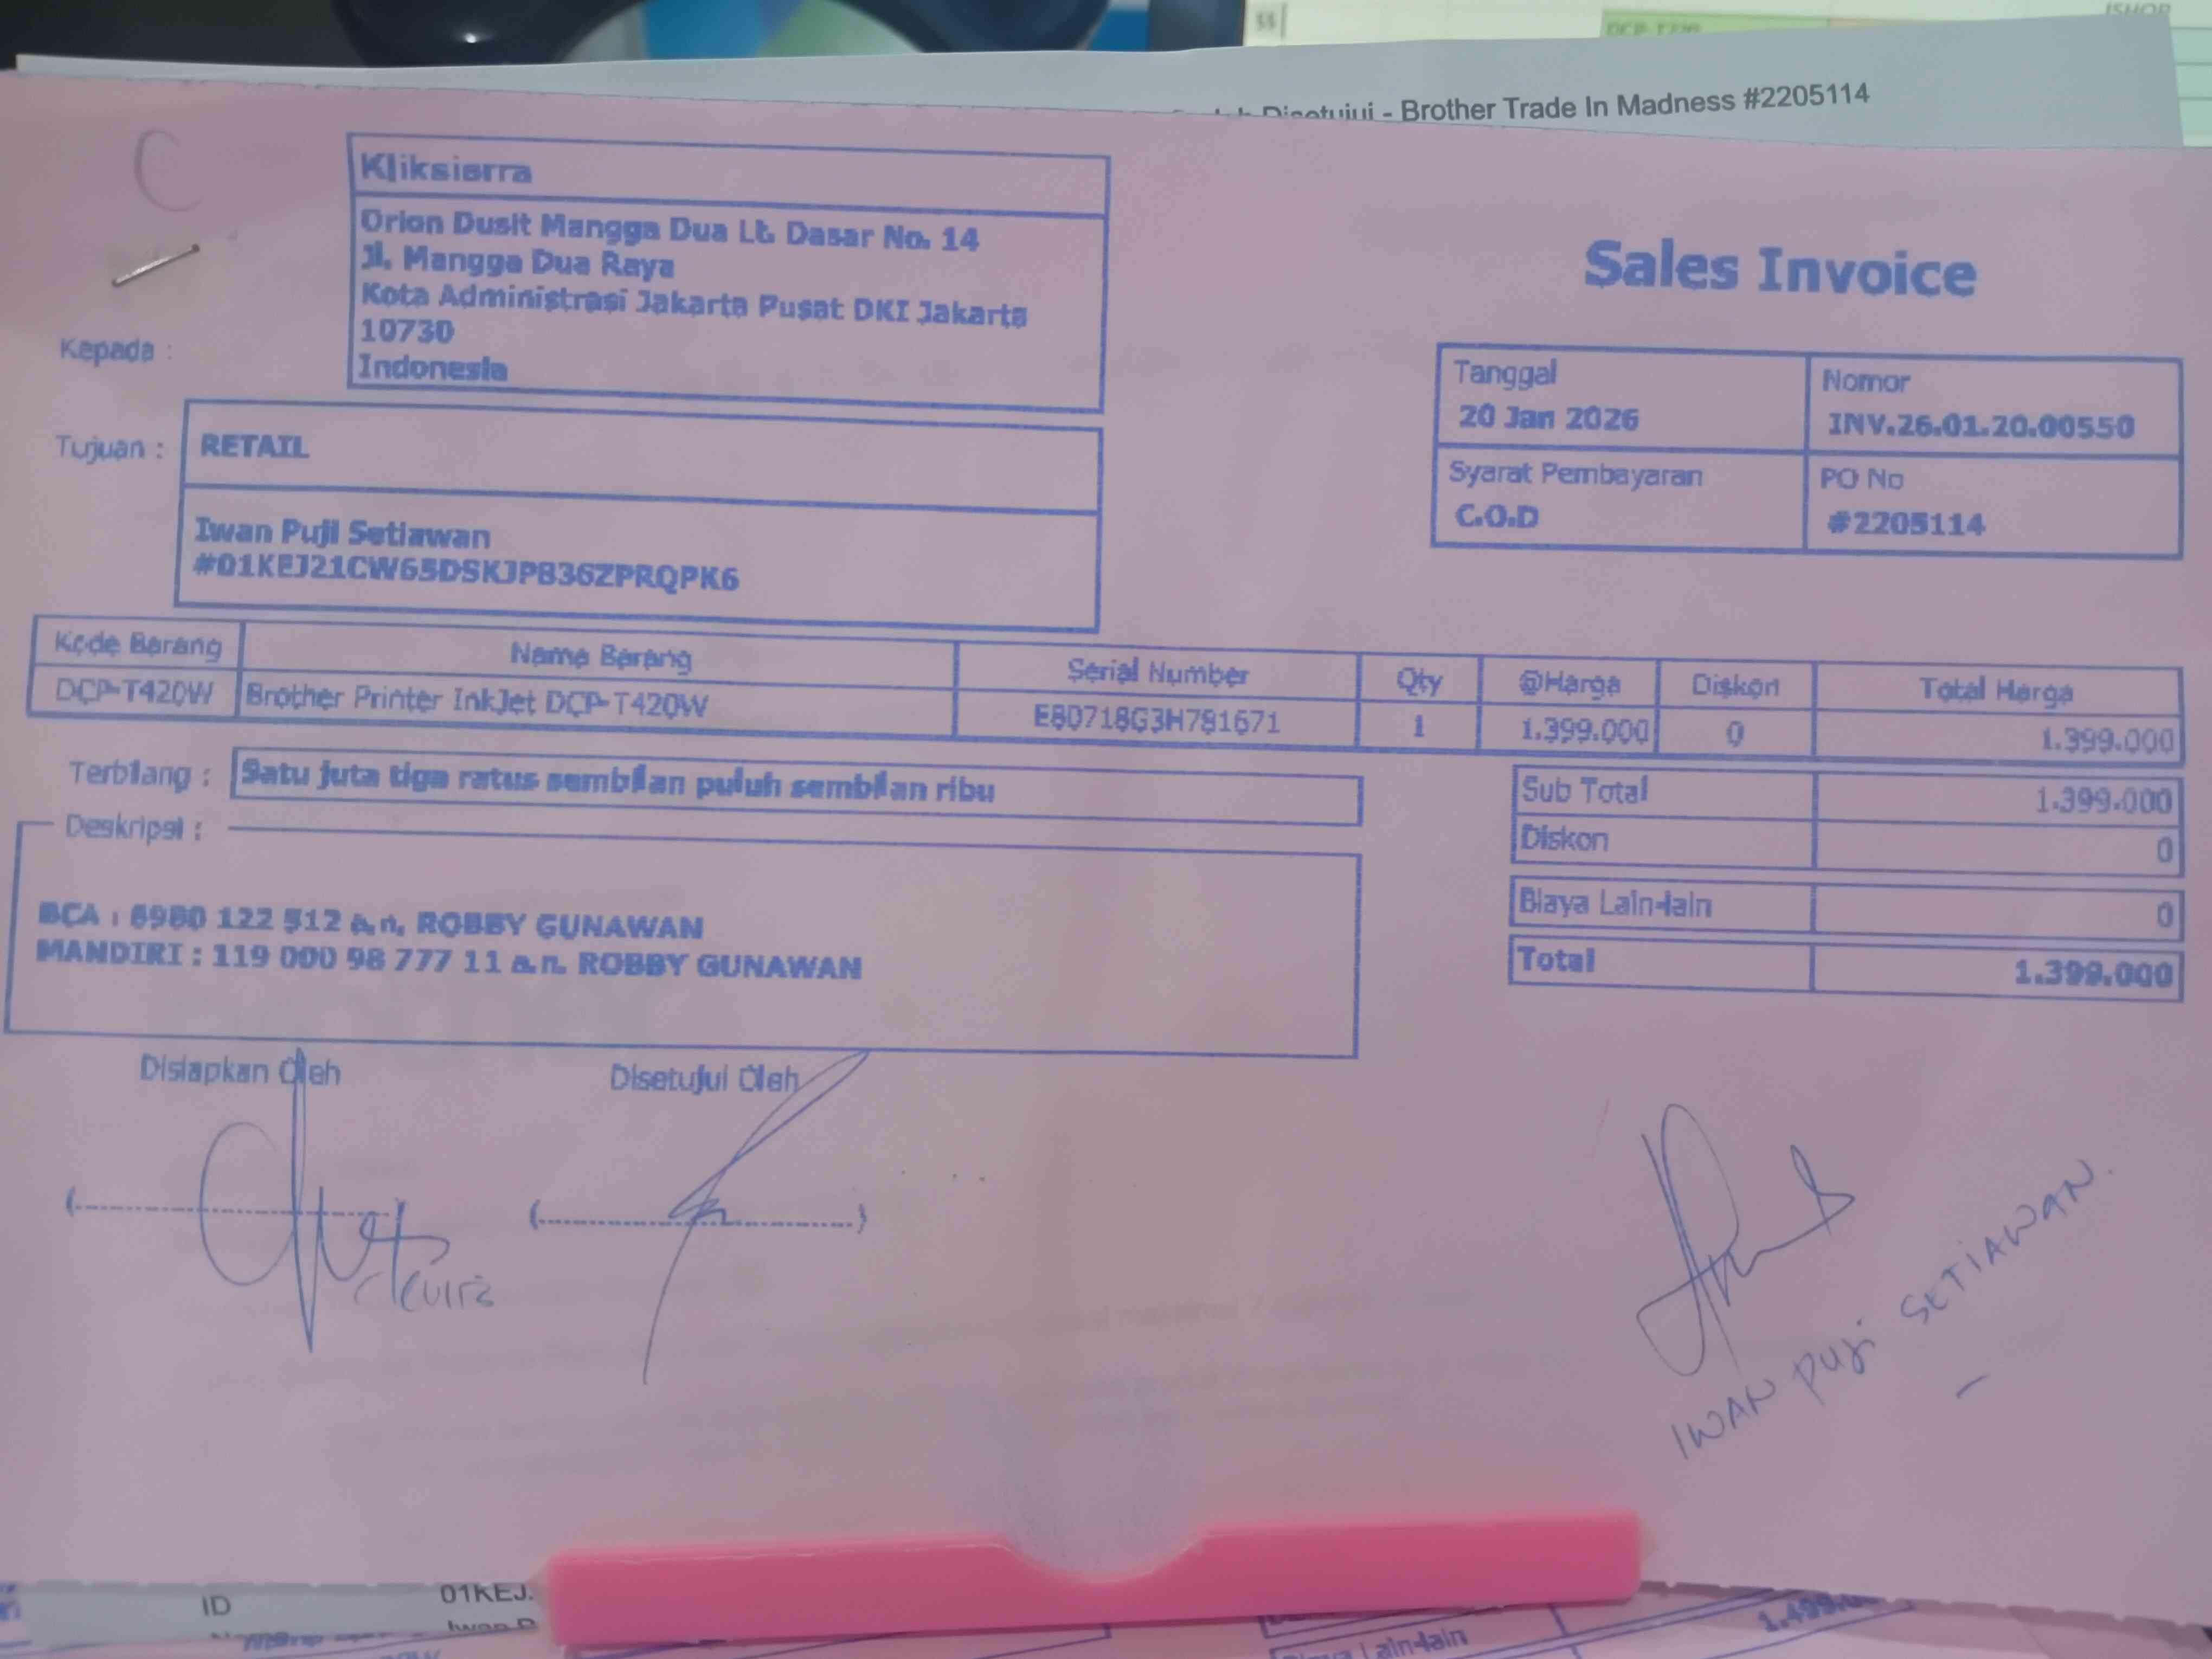 - Brother Trade In Madness #2205114
C
Kliksierra
Orion Dusit Mangga Dua Lt. Dasar No. 14
Jl. Mangga Dua Raya
Kota Administrasi Jakarta Pusat DKI Jakarta
10730
Indonesia
Kepada :
Sales Invoice
Tanggal
20 Jan 2026
Nomor
INV.26.01.20.00550
Syarat Pembayaran
C.O.D
PO No
#2205114
Tujuan :
RETAIL
Iwan Puji Setiawan
#01KEJ21CW65DSKJPB36ZPRQPK6
Kode Barang Nama Barang Serial Number Qty @Harga Diskon Total Harga
DCP-T420W Brother Printer InkJet DCP-T420W E8D718G3H781671 1 1.399.000 0 1.399.000
Terbilang : Satu juta tiga ratus sembilan puluh sembilan ribu
Sub Total 1.399.000
Diskon 0
Biaya Lain-lain 0
Total 1.399.000
Deskripsi :
BCA : 6980 122 512 a.n. ROBBY GUNAWAN
MANDIRI : 119 000 98 777 11 a.n. ROBBY GUNAWAN
Disiapkan Oleh
Disetujui Oleh
IWAN PUJI SETIAWAN.
ID 01KEJ.
Lain-lain